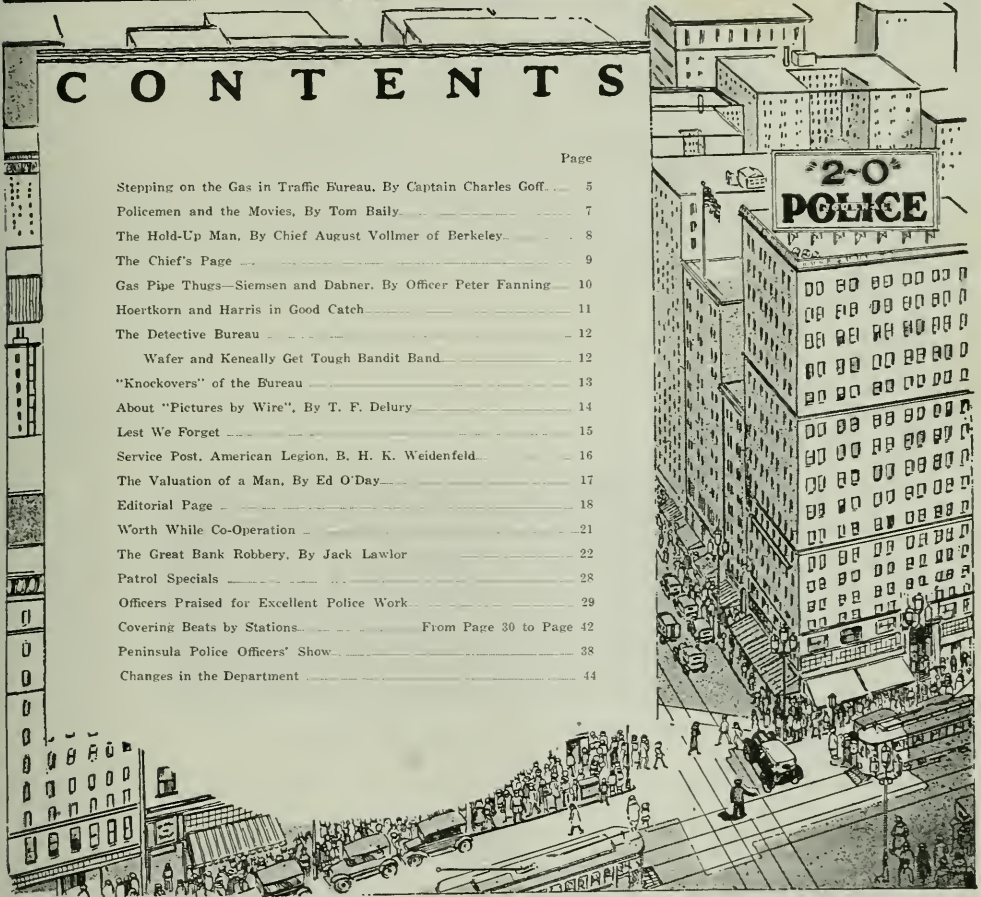 CONTENTS
Page
Stepping on the Gas in Traffic Bureau, By Captain Charles Goff 5
Policemen and the Movies, By Tom Baily 7
The Hold-Up Man, By Chief August Vollmer of Berkeley 8
The Chief's Page 9
Gas Pipe Thugs—Siemsen and Dabner, By Officer Peter Fanning 10
Hoertkorn and Harris in Good Catch 11
The Detective Bureau 12
Wafer and Keneally Get Tough Bandit Band 12
"Knockovers" of the Bureau 13
About "Pictures by Wire", By T. F. Delury 14
Lest We Forget 15
Service Post, American Legion, B. H. K. Weidenfeld 16
The Valuation of a Man, By Ed O'Day 17
Editorial Page 18
Worth While Co-Operation 21
The Great Bank Robbery, By Jack Lawlor 22
Patrol Specials 28
Officers Praised for Excellent Police Work 29
Covering Beats by Stations From Page 30 to Page 42
Peninsula Police Officers' Show 38
Changes in the Department 44
"2-O"
POLICE